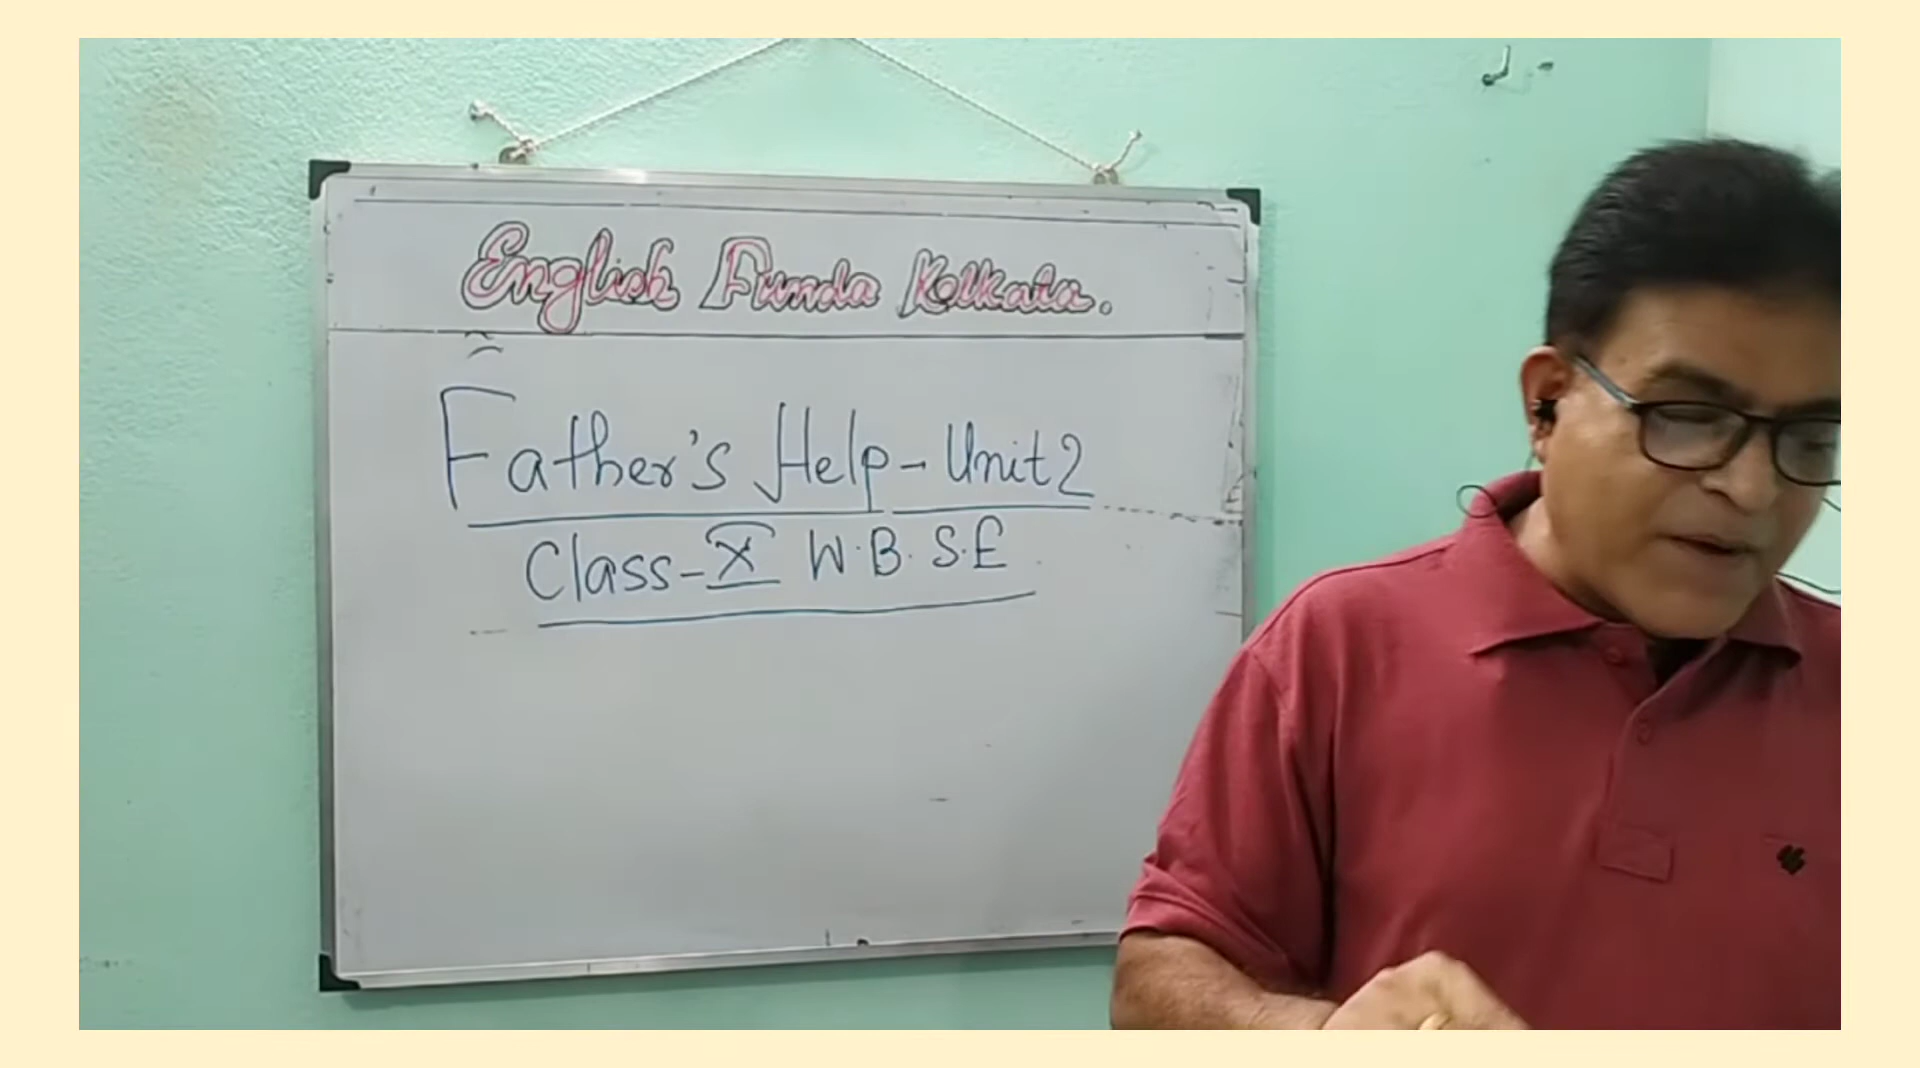 English Funda Kolkata.
Father's Help - Unit 2
Class - X W.B.S.E